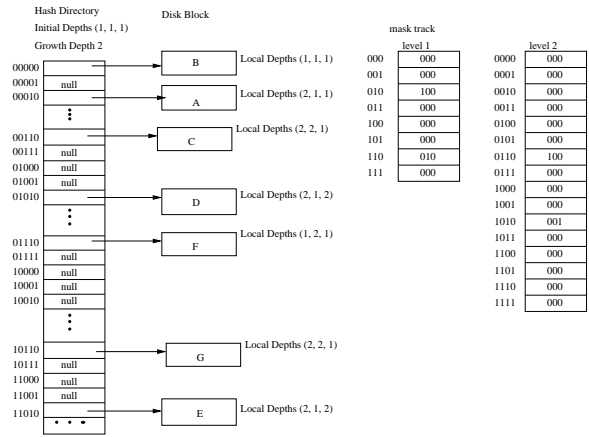 Hash Directory
Initial Depths (1, 1, 1)
Growth Depth 2
Disk Block
00000
B
Local Depths (1, 1, 1)
00001 null
00010
A
Local Depths (2, 1, 1)
00110
C
Local Depths (2, 2, 1)
00111 null
01000 null
01001 null
01010
D
Local Depths (2, 1, 2)
01110
F
Local Depths (1, 2, 1)
01111 null
10000 null
10001 null
10010 null
10110
G
Local Depths (2, 2, 1)
10111 null
11000 null
11001 null
11010
E
Local Depths (2, 1, 2)
mask track
level 1
000 000
001 000
010 100
011 000
100 000
101 000
110 010
111 000
level 2
0000 000
0001 000
0010 000
0011 000
0100 000
0101 000
0110 100
0111 000
1000 000
1001 000
1010 001
1011 000
1100 000
1101 000
1110 000
1111 000